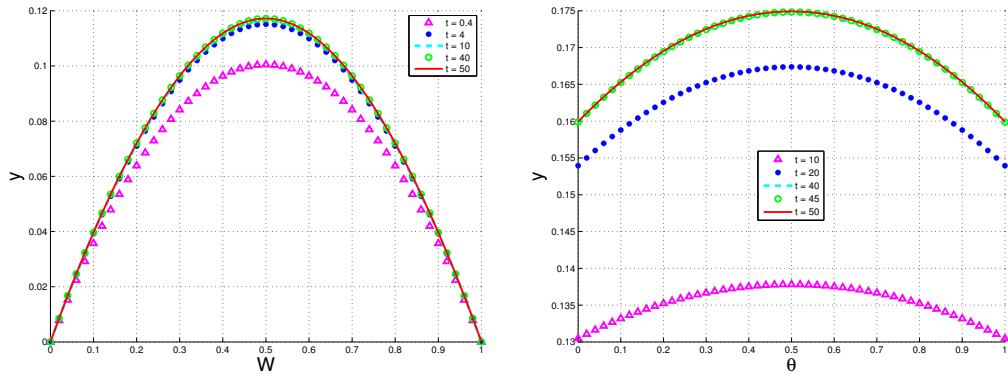 0.12
0.1
0.08
0.06
0.04
0.02
0
y
0 0.1 0.2 0.3 0.4 0.5 0.6 0.7 0.8 0.9 1
W
t = 0.4
t = 4
t = 10
t = 40
t = 50
0.175
0.17
0.165
0.16
0.155
0.15
0.145
0.14
0.135
0.13
y
0 0.1 0.2 0.3 0.4 0.5 0.6 0.7 0.8 0.9 1
θ
t = 10
t = 20
t = 40
t = 45
t = 50